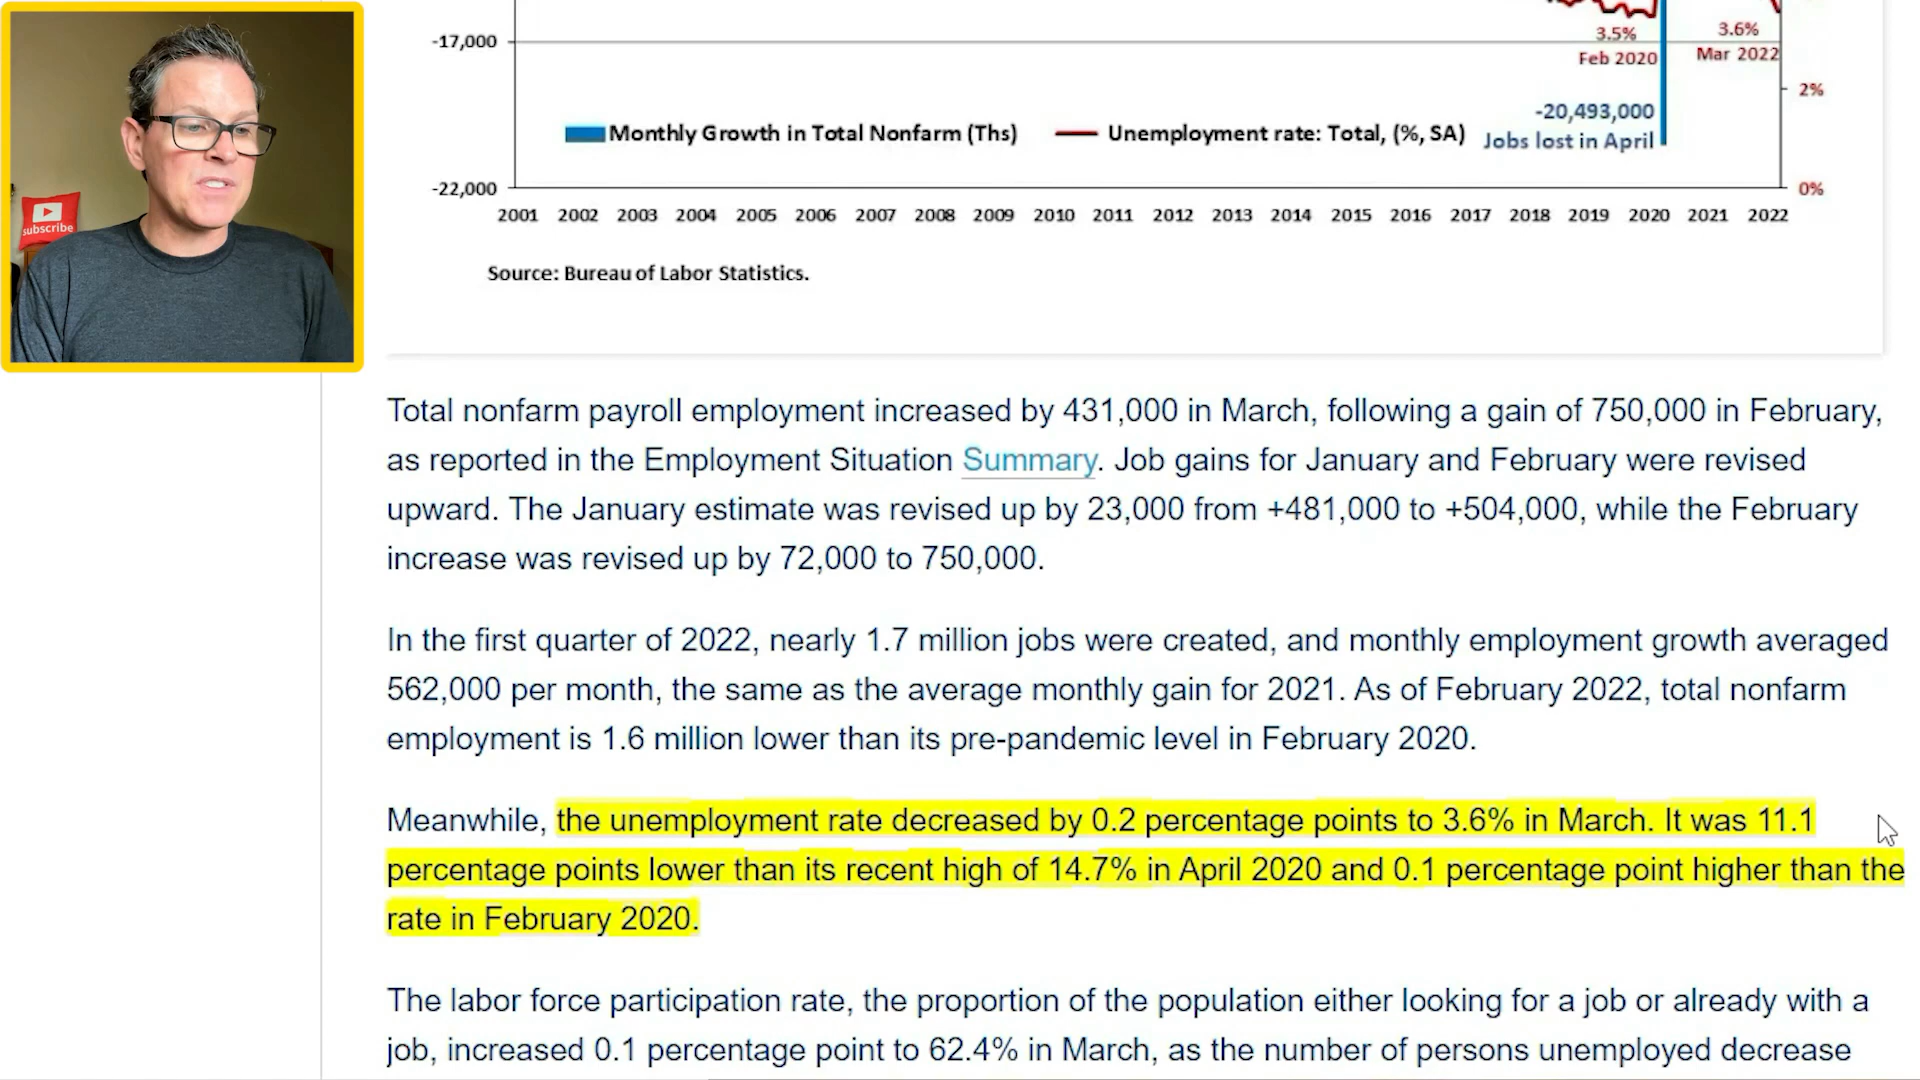 subscribe
-17,000
3.5%
Feb 2020
3.6%
Mar 2022
2%
-20,493,000
Jobs lost in April
Monthly Growth in Total Nonfarm (Ths)
Unemployment rate: Total, (%, SA)
-22,000
0%
2001 2002 2003 2004 2005 2006 2007 2008 2009 2010 2011 2012 2013 2014 2015 2016 2017 2018 2019 2020 2021 2022
Source: Bureau of Labor Statistics.
Total nonfarm payroll employment increased by 431,000 in March, following a gain of 750,000 in February,
as reported in the Employment Situation Summary. Job gains for January and February were revised
upward. The January estimate was revised up by 23,000 from +481,000 to +504,000, while the February
increase was revised up by 72,000 to 750,000.
In the first quarter of 2022, nearly 1.7 million jobs were created, and monthly employment growth averaged
562,000 per month, the same as the average monthly gain for 2021. As of February 2022, total nonfarm
employment is 1.6 million lower than its pre-pandemic level in February 2020.
Meanwhile, the unemployment rate decreased by 0.2 percentage points to 3.6% in March. It was 11.1
percentage points lower than its recent high of 14.7% in April 2020 and 0.1 percentage point higher than the
rate in February 2020.
The labor force participation rate, the proportion of the population either looking for a job or already with a
job, increased 0.1 percentage point to 62.4% in March, as the number of persons unemployed decrease